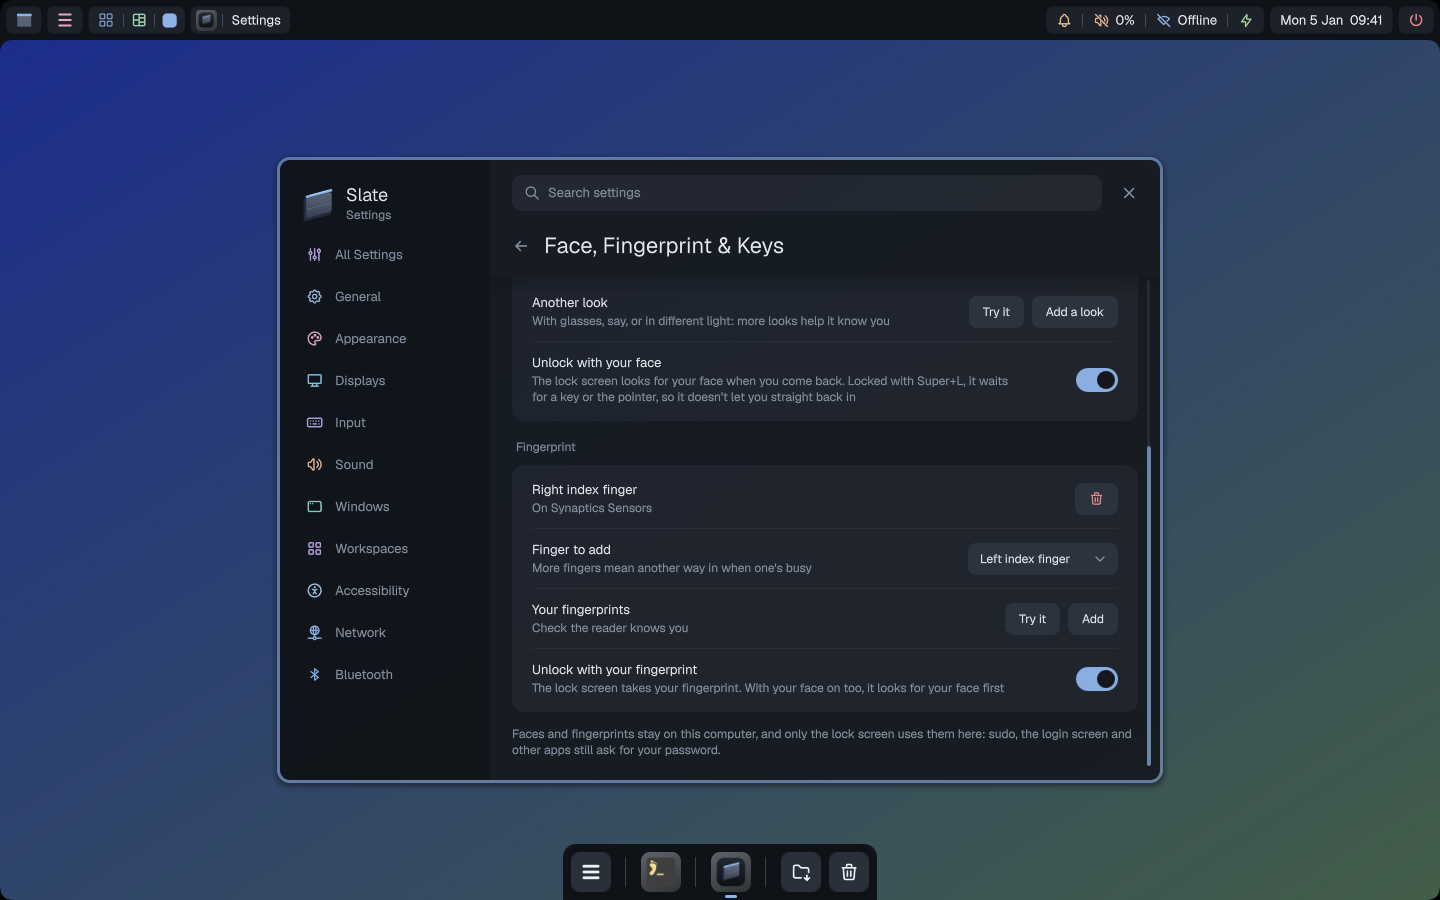 Settings
0%
Offline
Mon 5 Jan 09:41
Slate
Settings
All Settings
General
Appearance
Displays
Input
Sound
Windows
Workspaces
Accessibility
Network
Bluetooth
Search settings
Face, Fingerprint & Keys
Another look
With glasses, say, or in different light: more looks help it know you
Try it
Add a look
Unlock with your face
The lock screen looks for your face when you come back. Locked with Super+L, it waits
for a key or the pointer, so it doesn't let you straight back in
Fingerprint
Right index finger
On Synaptics Sensors
Finger to add
More fingers mean another way in when one's busy
Left index finger
Your fingerprints
Check the reader knows you
Try it
Add
Unlock with your fingerprint
The lock screen takes your fingerprint. With your face on too, it looks for your face first
Faces and fingerprints stay on this computer, and only the lock screen uses them here: sudo, the login screen and
other apps still ask for your password.